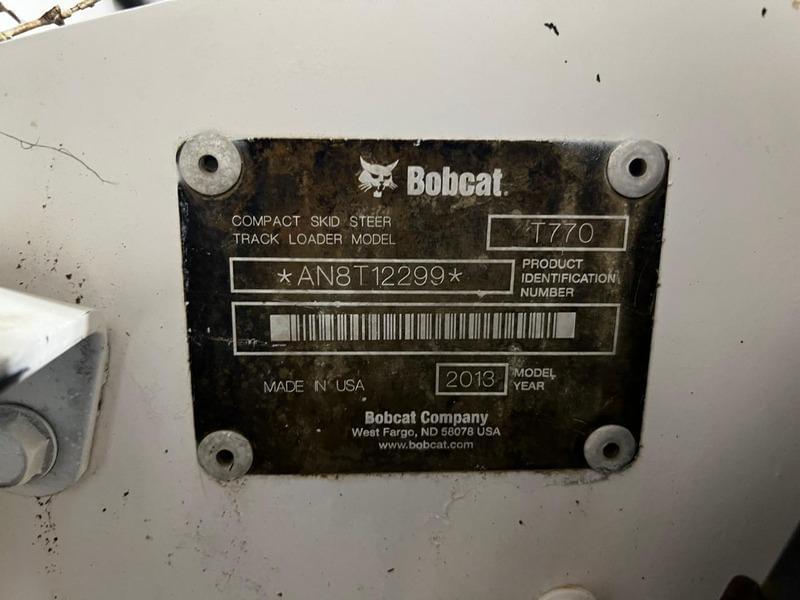 Bobcat.
COMPACT SKID STEER
TRACK LOADER MODEL
T770
*AN8T12299*
PRODUCT
IDENTIFICATION
NUMBER
MADE IN USA
2013
MODEL
YEAR
Bobcat Company
West Fargo, ND 58078 USA
www.bobcat.com